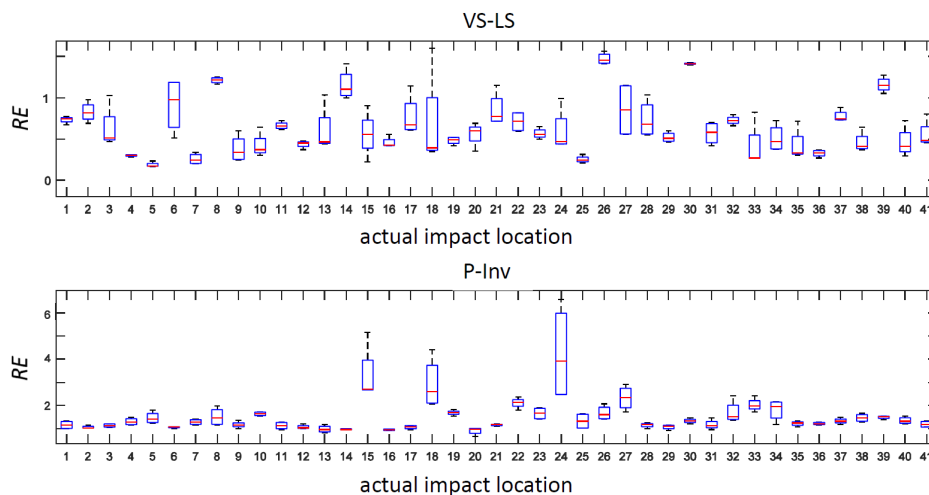 VS-LS
RE
1
0
1 2 3 4 5 6 7 8 9 10 11 12 13 14 15 16 17 18 19 20 21 22 23 24 25 26 27 28 29 30 31 32 33 34 35 36 37 38 39 40 41
actual impact location
P-Inv
RE
6
4
2
1 2 3 4 5 6 7 8 9 10 11 12 13 14 15 16 17 18 19 20 21 22 23 24 25 26 27 28 29 30 31 32 33 34 35 36 37 38 39 40 41
actual impact location